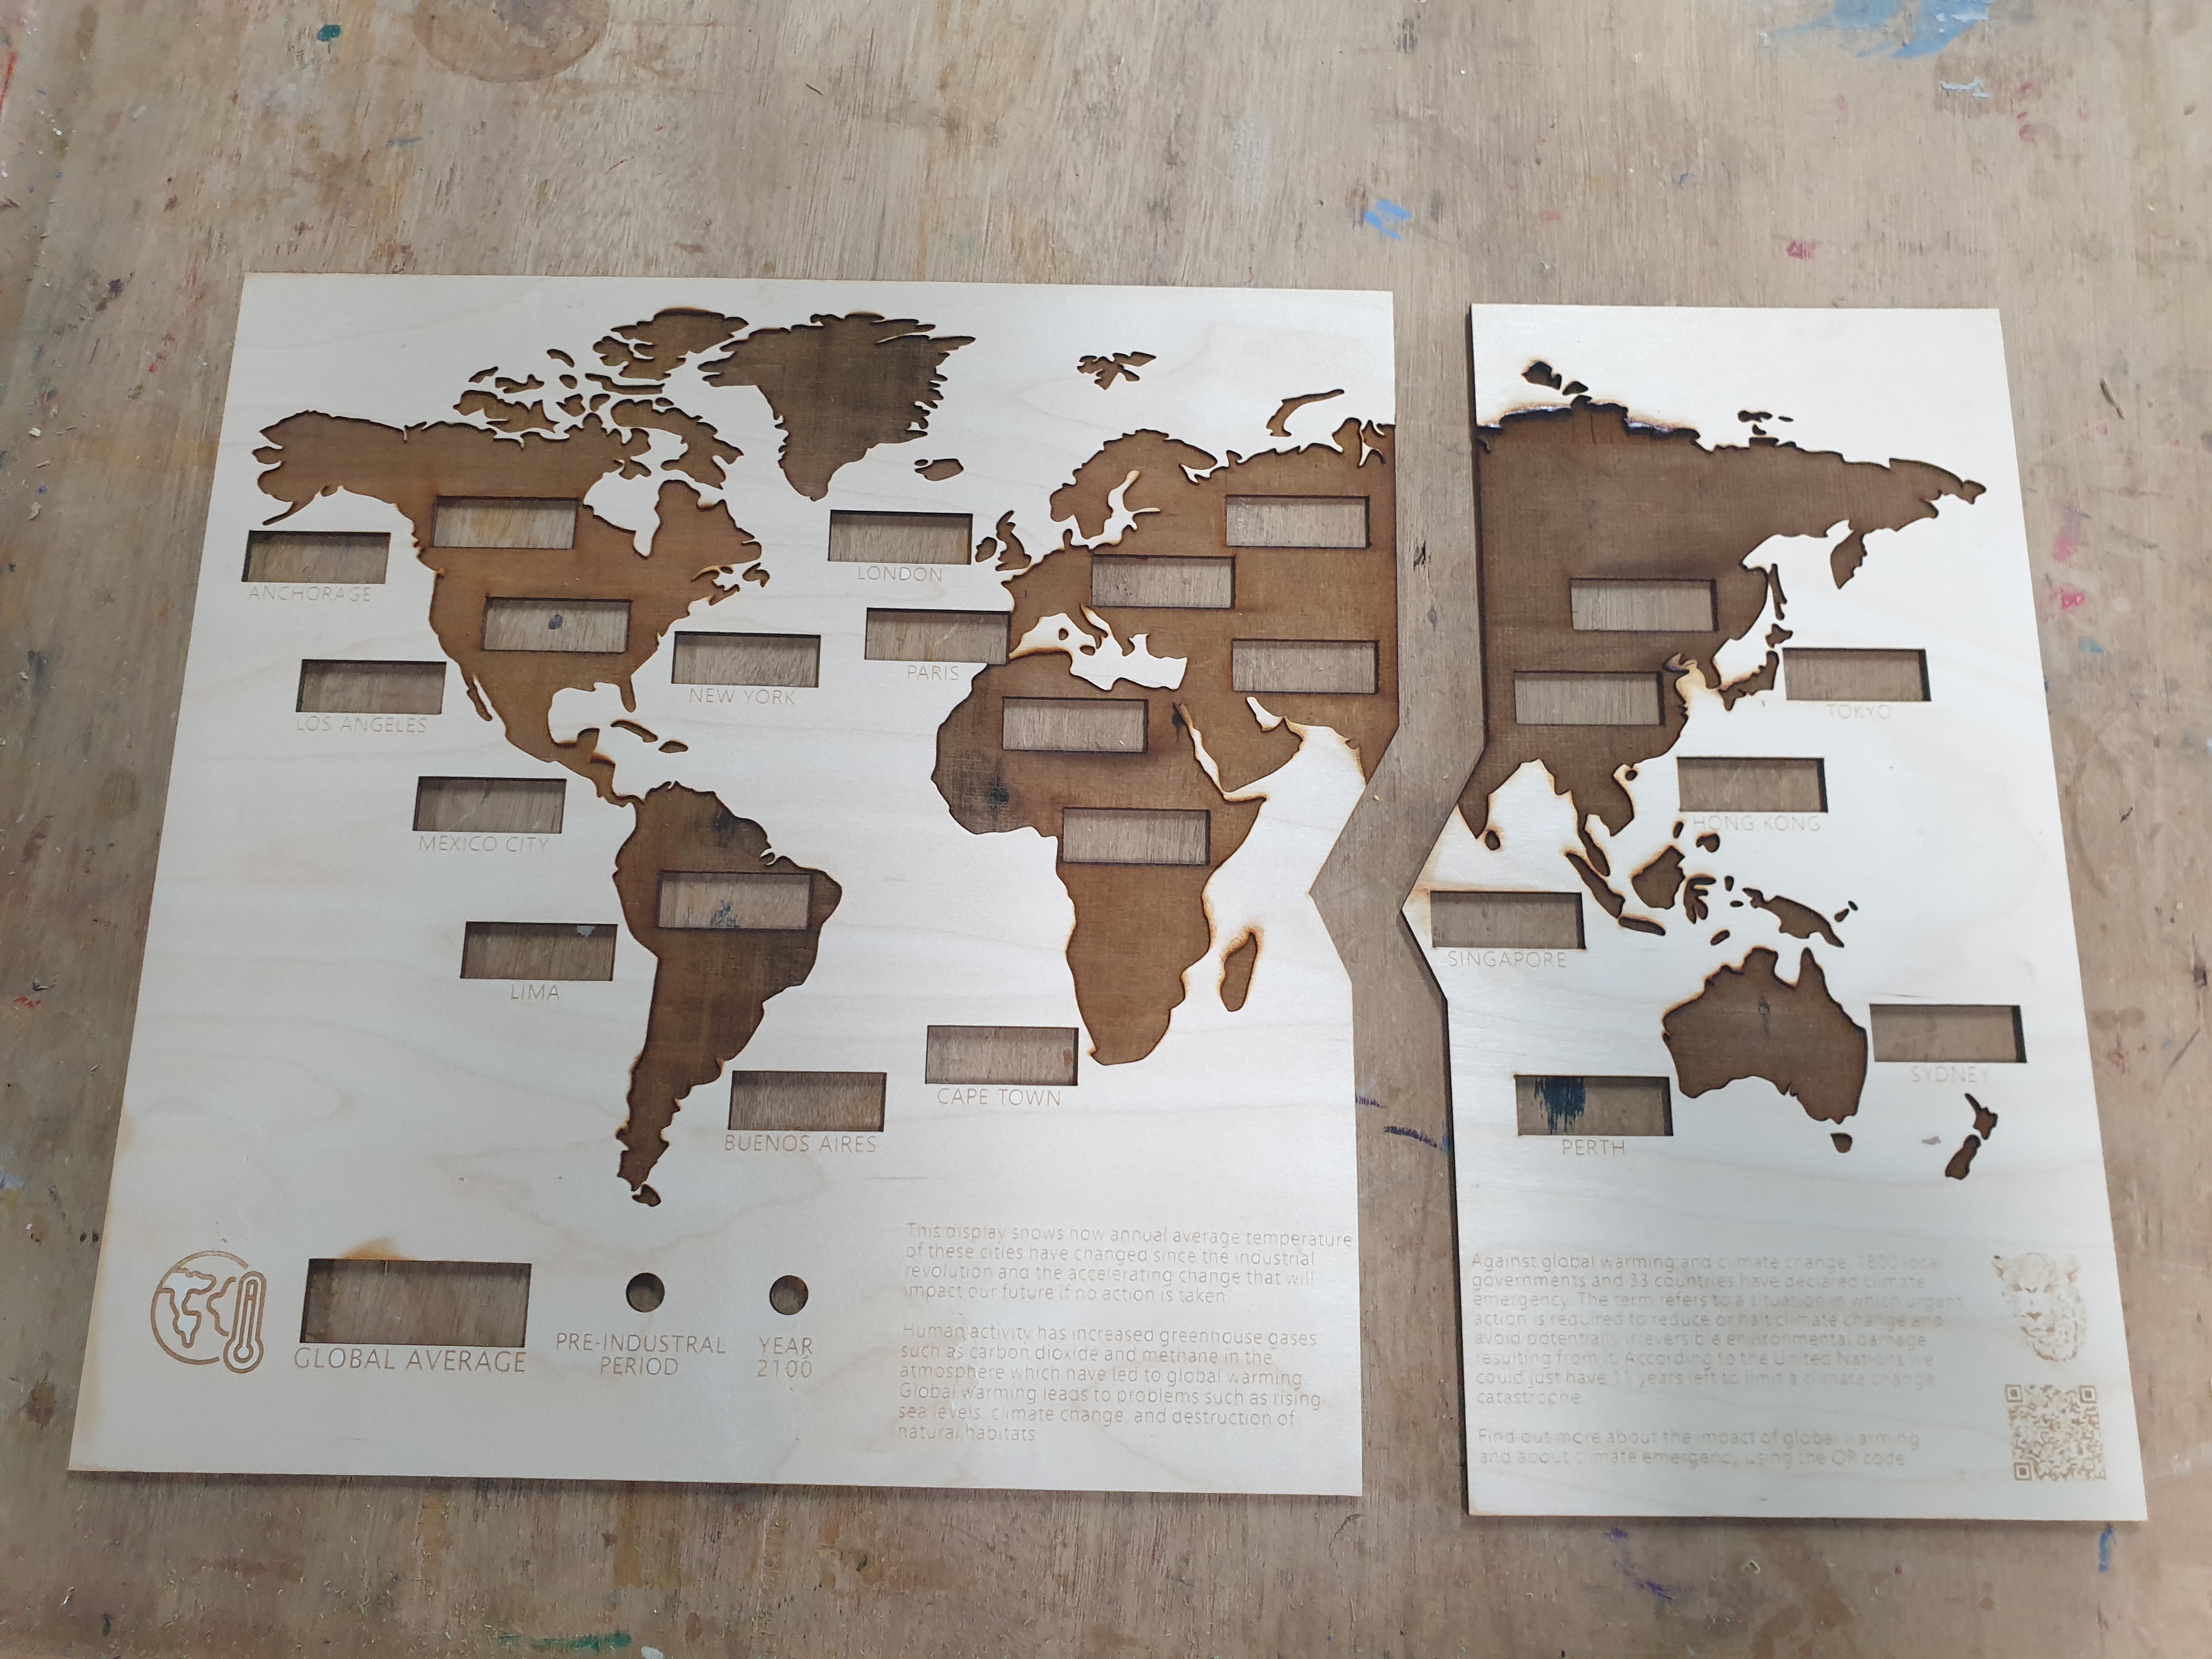 ANCHORAGE
LONDON
LOS ANGELES
NEW YORK
PARIS
TOKYO
MEXICO CITY
HONG KONG
LIMA
SINGAPORE
CAPE TOWN
BUENOS AIRES
SYDNEY
PERTH
GLOBAL AVERAGE
PRE-INDUSTRAL
PERIOD
YEAR
2100
This display shows how annual average temperature
of these cities have changed since the industrial
revolution and the accelerating change that will
impact our future if no action is taken
Human activity has increased greenhouse gases
such as carbon dioxide and methane in the
atmosphere which have led to global warming.
Global warming leads to problems such as rising
sea levels, climate change, and destruction of
natural habitats
Against global warming and climate change, 1800 local
governments and 33 countries have declared climate
emergency. The term refers to a situation in which urgent
action is required to reduce or halt climate change and
avoid potentially irreversible environmental damage
resulting from it. According to the United Nations we
could just have 11 years left to limit a climate change
catastrophe
Find out more about the impact of global warming
and about climate emergency using the QR code